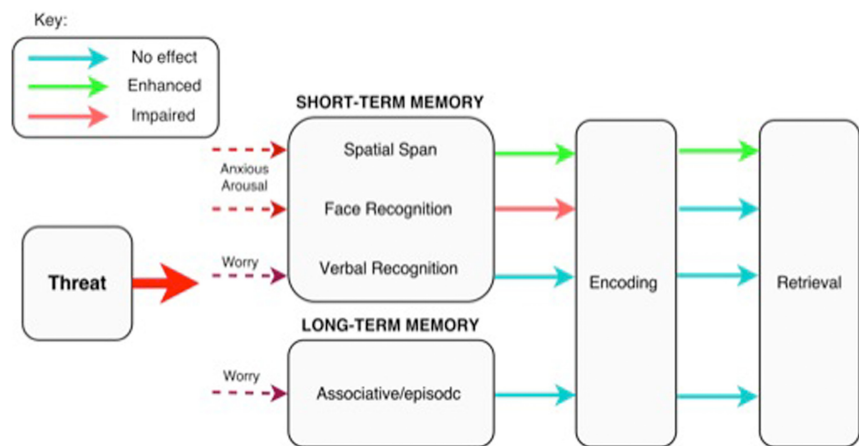 Key:
No effect
Enhanced
Impaired
SHORT-TERM MEMORY
Spatial Span
Anxious
Arousal
Face Recognition
Threat
Worry
Verbal Recognition
Encoding
Retrieval
LONG-TERM MEMORY
Worry
Associative/episodc